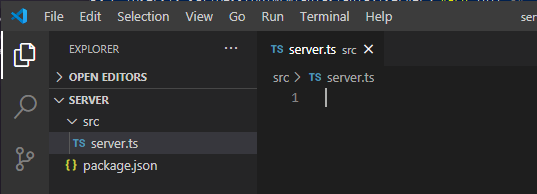 File Edit Selection View Go Run Terminal Help ser
EXPLORER ...
OPEN EDITORS
SERVER
src
TS server.ts
{ } package.json
TS server.ts src
src > TS server.ts
1